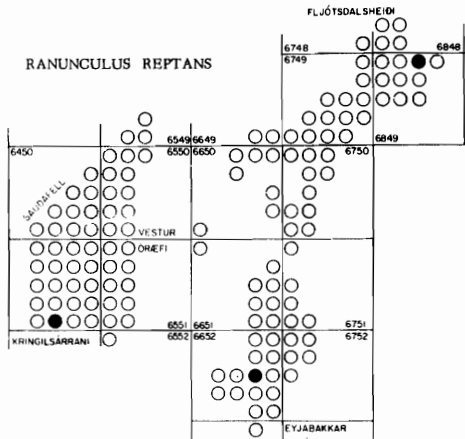 FLJÓTSDALSHEIÐI
6748 6848
6749
RANUNCULUS REPTANS
6849
6450 6549 6649
6550 6650 6750
SAUÐAFELL
VESTUR
ÖRÆFI
6551 6651 6751
KRINGILSÁRRANI 6552 6652 6752
EYJABAKKAR